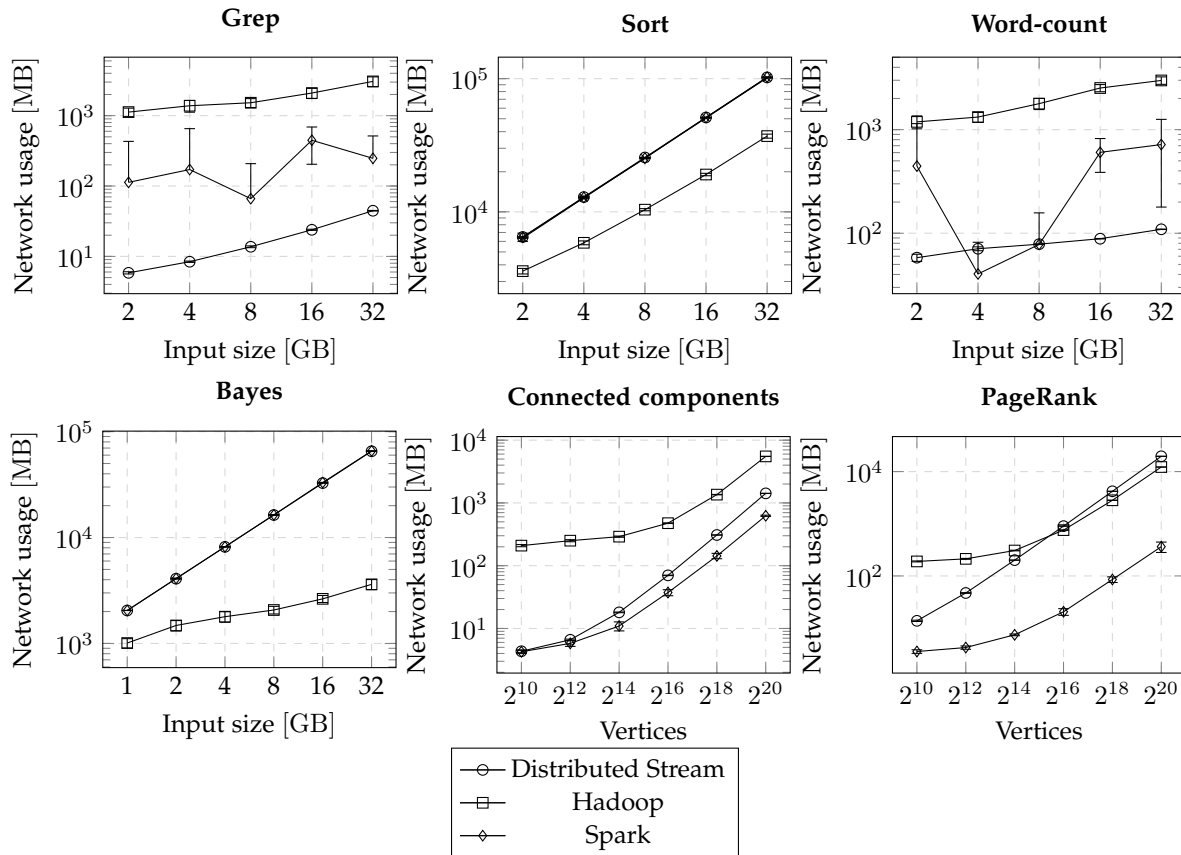 Grep
Network usage [MB]
10^3
10^2
10^1
2 4 8 16 32
Input size [GB]
Sort
Network usage [MB]
10^5
10^4
2 4 8 16 32
Input size [GB]
Word-count
Network usage [MB]
10^3
10^2
2 4 8 16 32
Input size [GB]
Bayes
Network usage [MB]
10^5
10^4
10^3
1 2 4 8 16 32
Input size [GB]
Connected components
Network usage [MB]
10^4
10^3
10^2
10^1
2^10 2^12 2^14 2^16 2^18 2^20
Vertices
PageRank
Network usage [MB]
10^4
10^2
2^10 2^12 2^14 2^16 2^18 2^20
Vertices
Distributed Stream
Hadoop
Spark